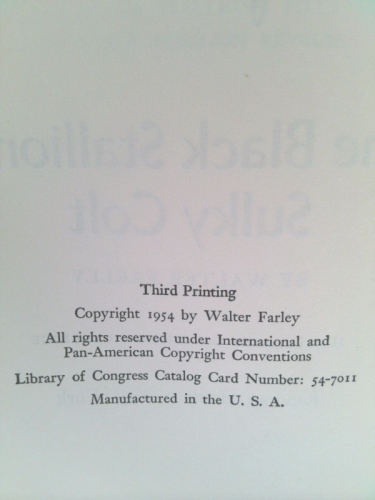 Third Printing
Copyright 1954 by Walter Farley
All rights reserved under International and
Pan-American Copyright Conventions
Library of Congress Catalog Card Number: 54-7011
Manufactured in the U. S. A.